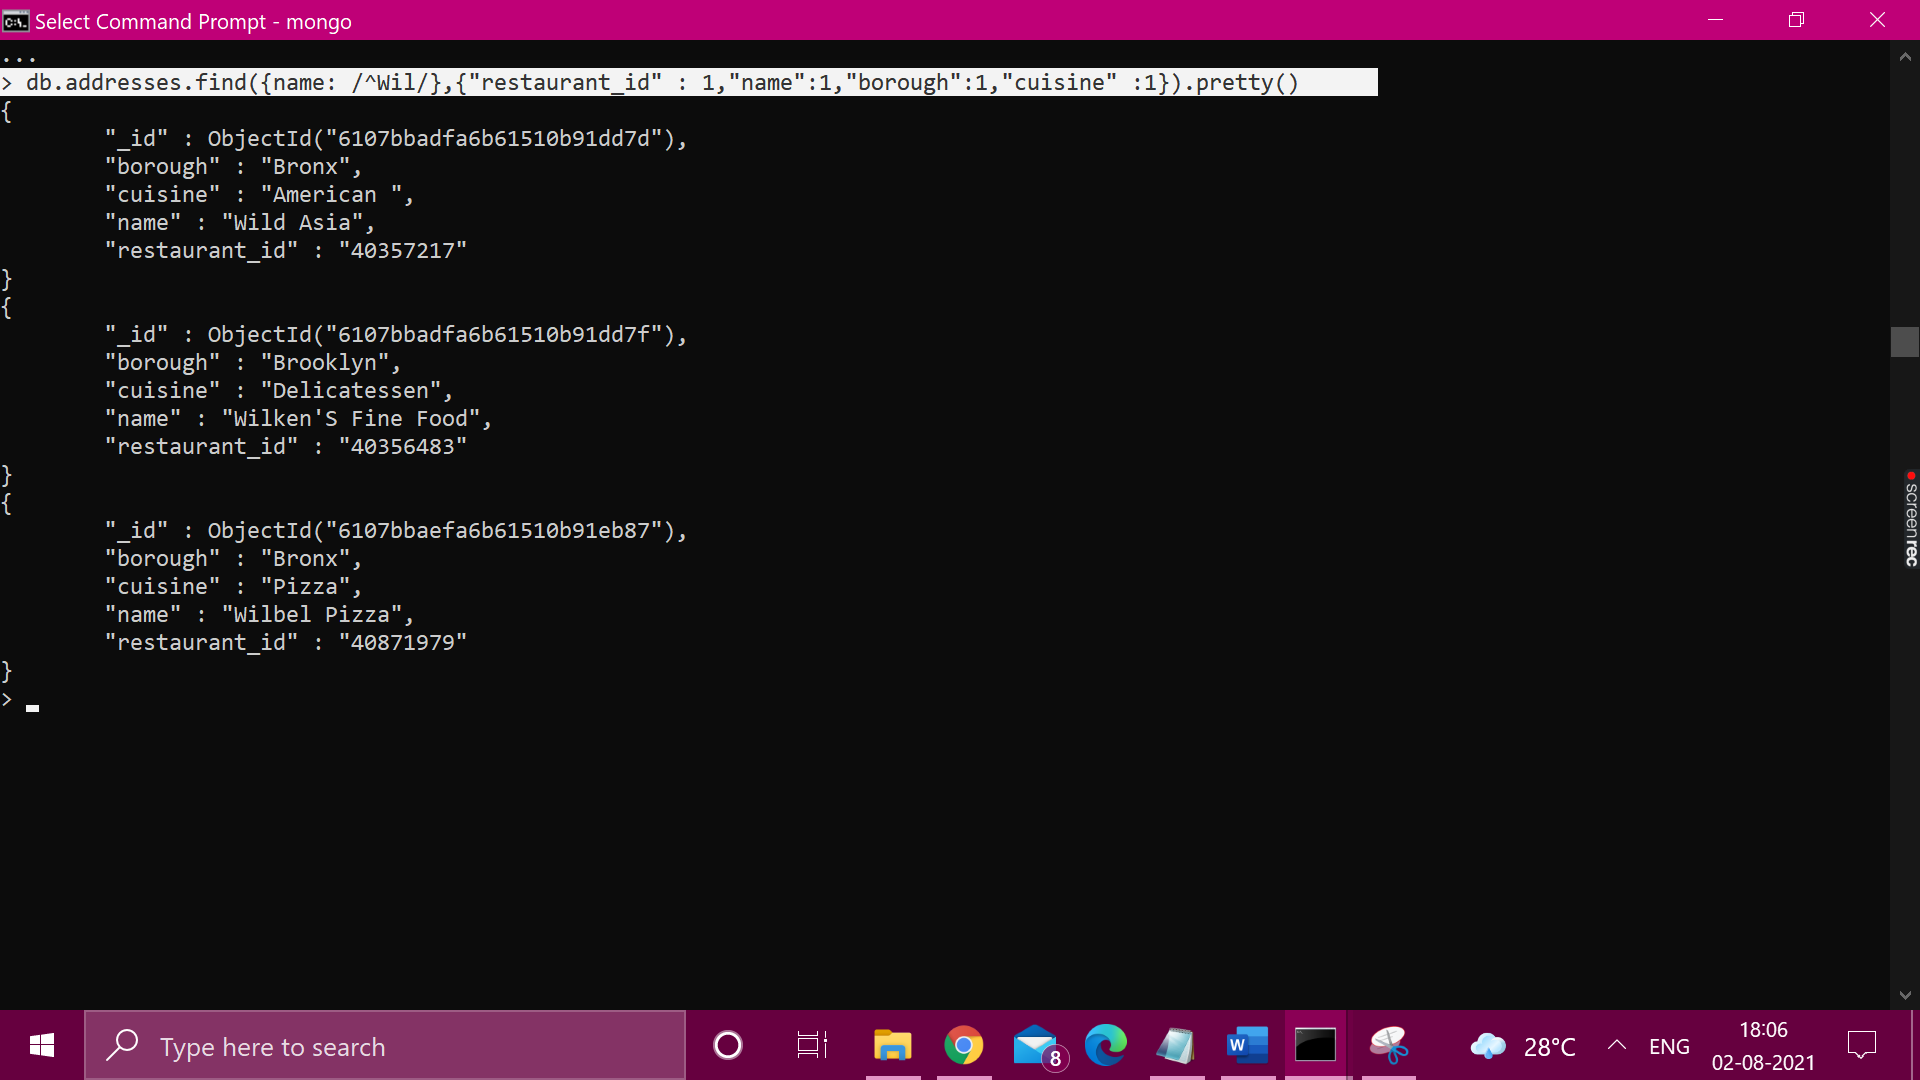 Select Command Prompt - mongo
...
> db.addresses.find({name: /^Wil/},{"restaurant_id" : 1,"name":1,"borough":1,"cuisine" :1}).pretty()
{
        "_id" : ObjectId("6107bbadfa6b61510b91dd7d"),
        "borough" : "Bronx",
        "cuisine" : "American ",
        "name" : "Wild Asia",
        "restaurant_id" : "40357217"
}
{
        "_id" : ObjectId("6107bbadfa6b61510b91dd7f"),
        "borough" : "Brooklyn",
        "cuisine" : "Delicatessen",
        "name" : "Wilken'S Fine Food",
        "restaurant_id" : "40356483"
}
{
        "_id" : ObjectId("6107bbaefa6b61510b91eb87"),
        "borough" : "Bronx",
        "cuisine" : "Pizza",
        "name" : "Wilbel Pizza",
        "restaurant_id" : "40871979"
}
>
screenrec
Type here to search
8
W
28°C
ENG
18:06
02-08-2021